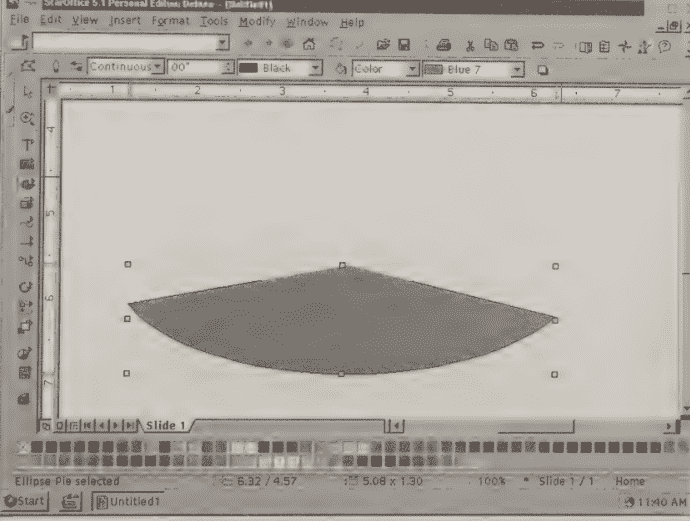 StarOffice 5.1 Personal Edition Deluxe - [Untitled1]
File Edit View Insert Format Tools Modify Window Help
Continuous .00" Black Color Blue 7
1 2 3 4 5 6 7
4
5
6
7
8
Slide 1
Ellipse Pie selected 6.32 / 4.57 5.08 x 1.30 100% * Slide 1 / 1 Home
Start Untitled1 11:40 AM